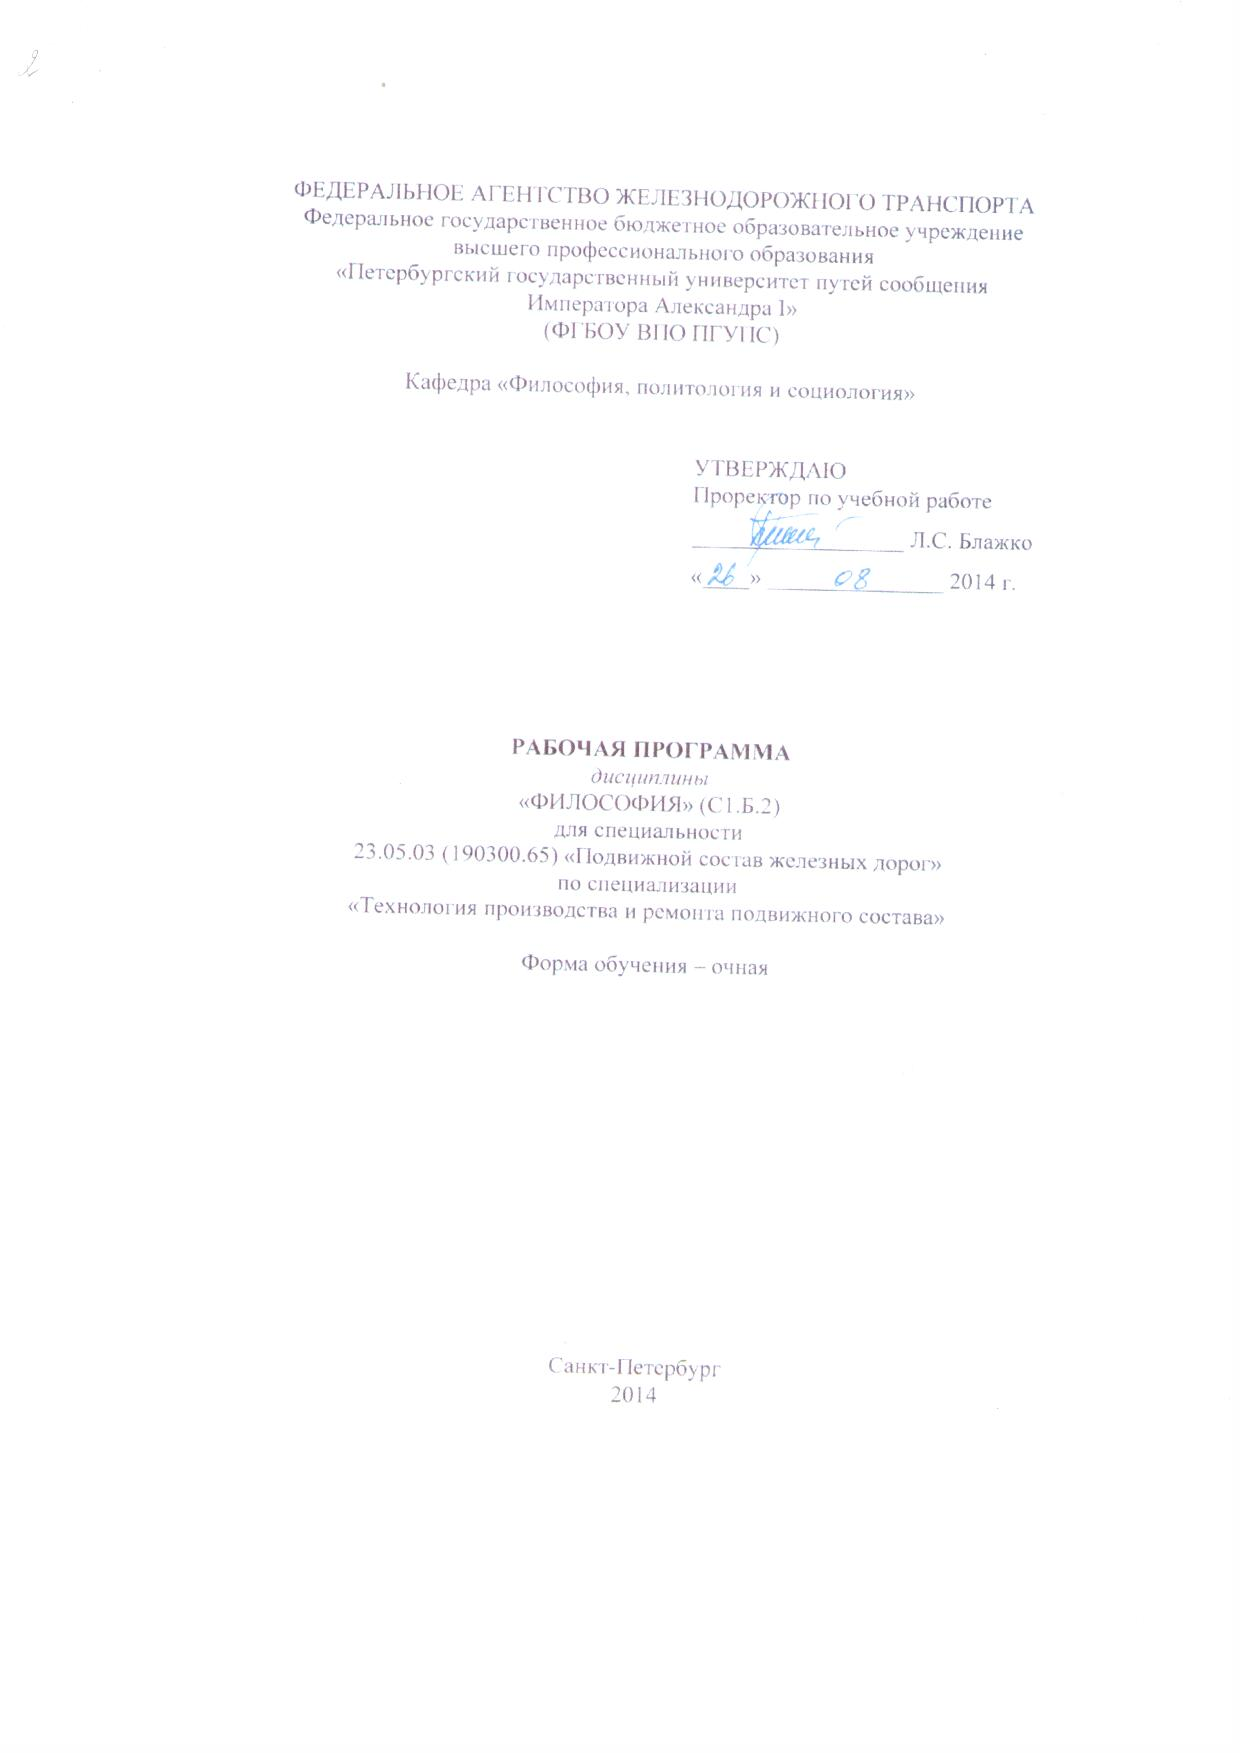 2
ФЕДЕРАЛЬНОЕ АГЕНТСТВО ЖЕЛЕЗНОДОРОЖНОГО ТРАНСПОРТА
Федеральное государственное бюджетное образовательное учреждение
высшего профессионального образования
«Петербургский государственный университет путей сообщения
Императора Александра I»
(ФГБОУ ВПО ПГУПС)
Кафедра «Философия, политология и социология»
УТВЕРЖДАЮ
Проректор по учебной работе
Л.С. Блажко
«26» 08 2014 г.
РАБОЧАЯ ПРОГРАММА
дисциплины
«ФИЛОСОФИЯ» (С1.Б.2)
для специальности
23.05.03 (190300.65) «Подвижной состав железных дорог»
по специализации
«Технология производства и ремонта подвижного состава»
Форма обучения – очная
Санкт-Петербург
2014